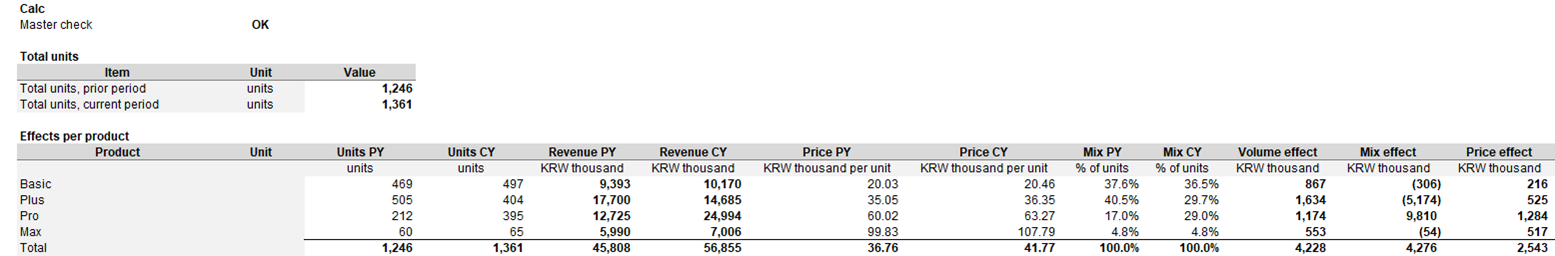 Calc
Master check OK
Total units
Item Unit Value
Total units, prior period units 1,246
Total units, current period units 1,361
Effects per product
Product Unit Units PY Units CY Revenue PY Revenue CY Price PY Price CY Mix PY Mix CY Volume effect Mix effect Price effect
units units KRW thousand KRW thousand KRW thousand per unit KRW thousand per unit % of units % of units KRW thousand KRW thousand KRW thousand
Basic 469 497 9,393 10,170 20.03 20.46 37.6% 36.5% 867 (306) 216
Plus 505 404 17,700 14,685 35.05 36.35 40.5% 29.7% 1,634 (5,174) 525
Pro 212 395 12,725 24,994 60.02 63.27 17.0% 29.0% 1,174 9,810 1,284
Max 60 65 5,990 7,006 99.83 107.79 4.8% 4.8% 553 (54) 517
Total 1,246 1,361 45,808 56,855 36.76 41.77 100.0% 100.0% 4,228 4,276 2,543